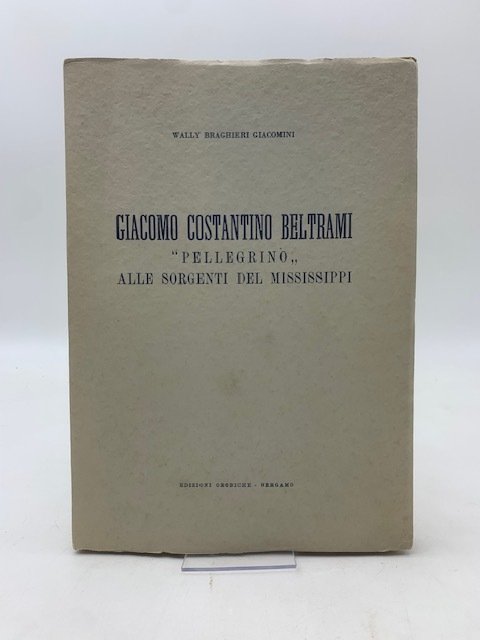 WALLY BRAGHIERI GIACOMINI
GIACOMO COSTANTINO BELTRAMI
“PELLEGRINO„
ALLE SORGENTI DEL MISSISSIPPI
EDIZIONI OROBICHE - BERGAMO